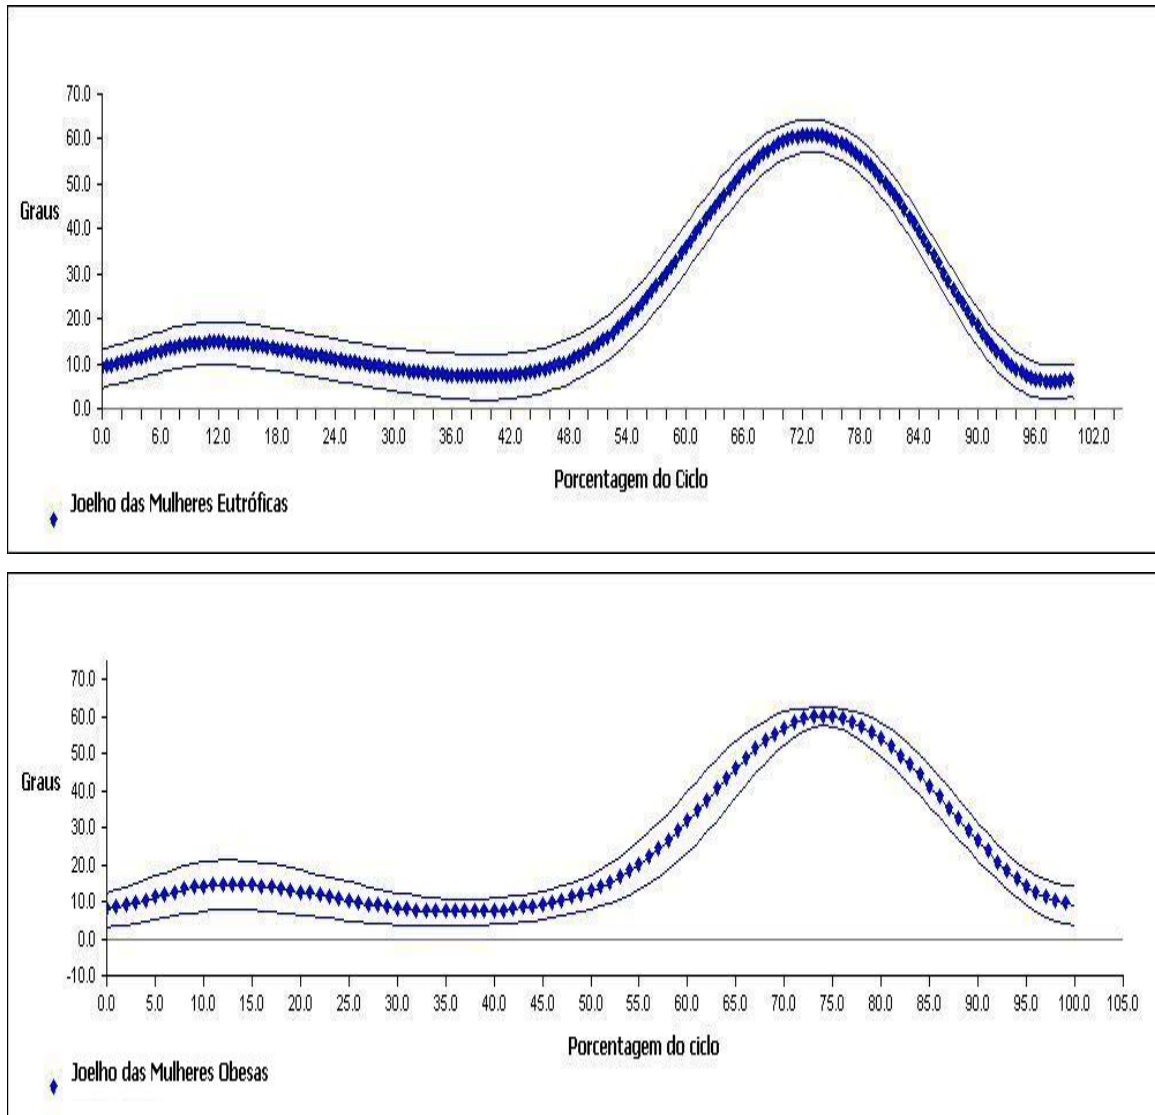 70.0
60.0
50.0
Graus
40.0
30.0
20.0
10.0
0.0
0.0 6.0 12.0 18.0 24.0 30.0 36.0 42.0 48.0 54.0 60.0 66.0 72.0 78.0 84.0 90.0 96.0 102.0
Porcentagem do Ciclo
Joelho das Mulheres Eutróficas
70.0
60.0
50.0
Graus
40.0
30.0
20.0
10.0
0.0
-10.0
0.0 5.0 10.0 15.0 20.0 25.0 30.0 35.0 40.0 45.0 50.0 55.0 60.0 65.0 70.0 75.0 80.0 85.0 90.0 95.0 100.0 105.0
Porcentagem do ciclo
Joelho das Mulheres Obesas